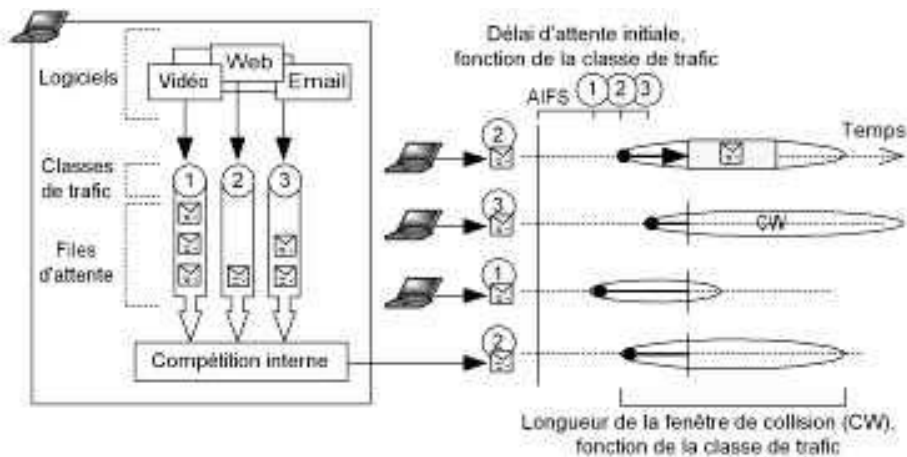 Logiciels
Web
Vidéo
Email
Classes
de trafic
1
2
3
Files
d'attente
Compétition interne
Délai d'attente initiale,
fonction de la classe de trafic
AIFS 1 2 3
Temps
2
3
CW
1
2
Longueur de la fenêtre de collision (CW),
fonction de la classe de trafic